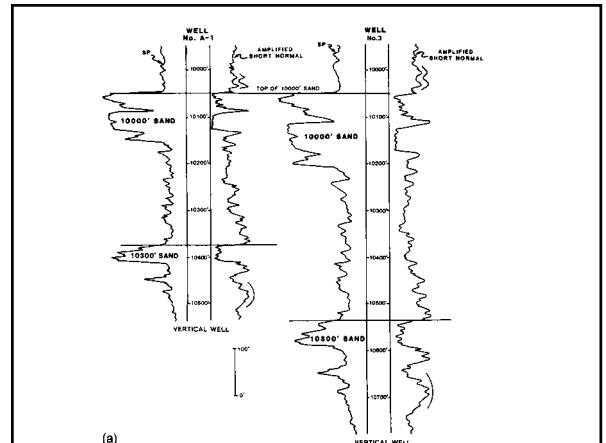 WELL
No. A-1
SP
AMPLIFIED
SHORT NORMAL
10000'
10100'
10200'
10300'
10400'
10500'
10000' SAND
10300' SAND
VERTICAL WELL
TOP OF 10000' SAND
100'
0'
WELL
No.3
SP
AMPLIFIED
SHORT NORMAL
10000'
10100'
10200'
10300'
10400'
10500'
10600'
10700'
10000' SAND
10300' SAND
VERTICAL WELL
(a)